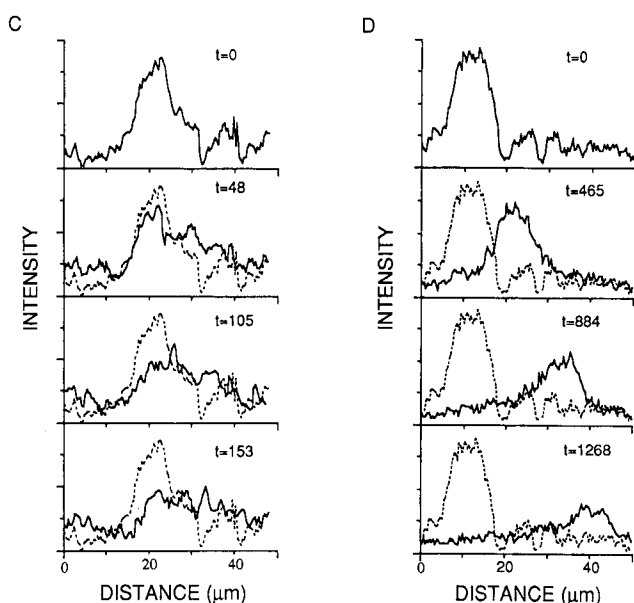 C
t=0
t=48
t=105
t=153
INTENSITY
0 20 40
DISTANCE (μm)
D
t=0
t=465
t=884
t=1268
INTENSITY
0 20 40
DISTANCE (μm)